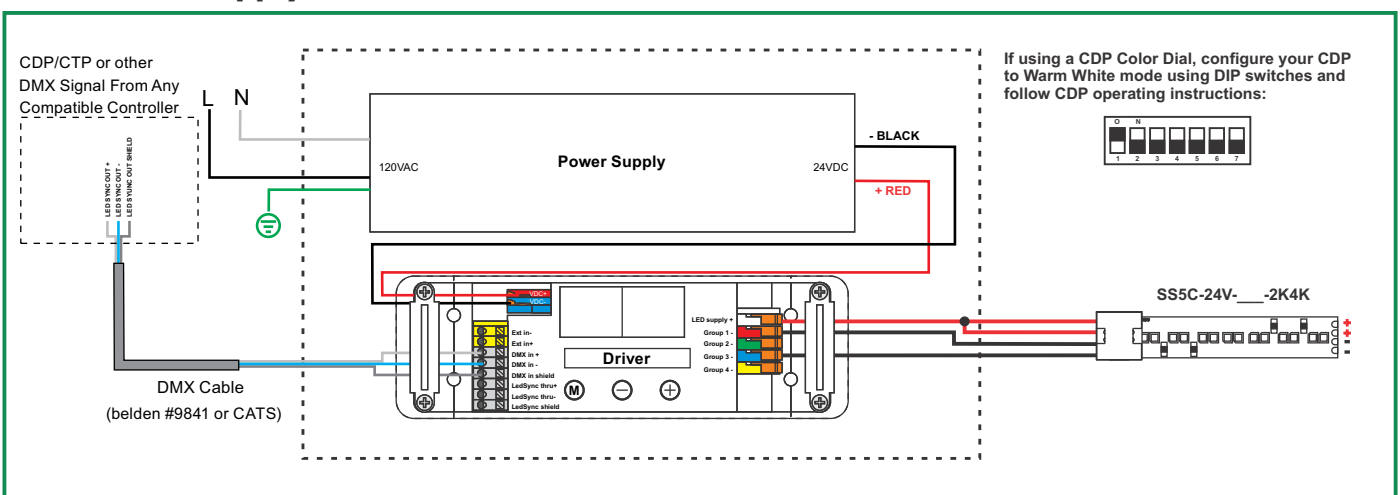 CDP/CTP or other
DMX Signal From Any
Compatible Controller
L N
LED SYNC OUT +
LED SYNC OUT -
LED SYUNC OUT SHIELD
DMX Cable
(belden #9841 or CATS)
120VAC
Power Supply
24VDC
- BLACK
+ RED
If using a CDP Color Dial, configure your CDP
to Warm White mode using DIP switches and
follow CDP operating instructions:
O N
1 2 3 4 5 6 7
VDC+
VDC-
Ext in-
Ext in+
DMX in +
DMX in -
DMX in shield
LedSync thru+
LedSync thru-
LedSync shield
Driver
M - +
LED supply +
Group 1 -
Group 2 -
Group 3 -
Group 4 -
SS5C-24V-___-2K4K
+
+
-
-